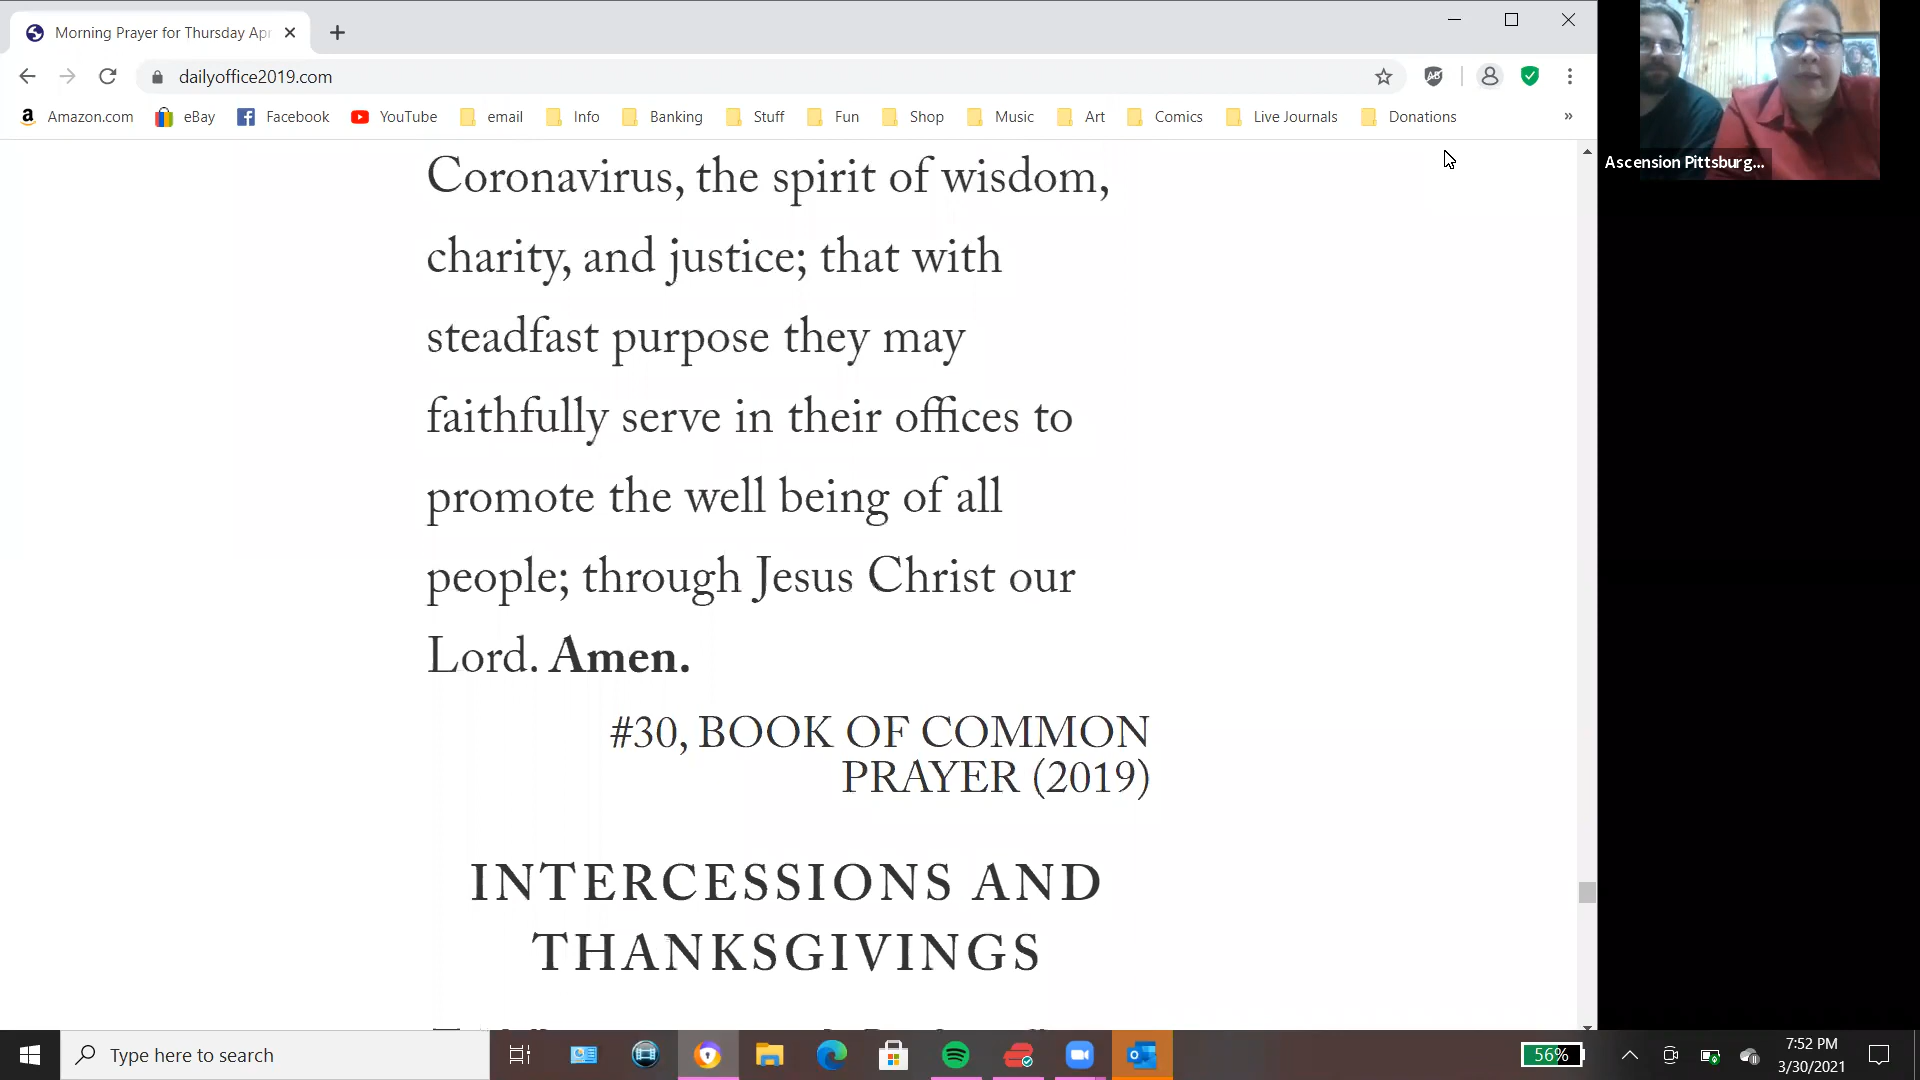 Morning Prayer for Thursday Apr
dailyoffice2019.com
Amazon.com eBay Facebook YouTube email Info Banking Stuff Fun Shop Music Art Comics Live Journals Donations »
Coronavirus, the spirit of wisdom,
charity, and justice; that with
steadfast purpose they may
faithfully serve in their offices to
promote the well being of all
people; through Jesus Christ our
Lord. Amen.
#30, BOOK OF COMMON
PRAYER (2019)
INTERCESSIONS AND
THANKSGIVINGS
Ascension Pittsburg...
Type here to search
56%
7:52 PM
3/30/2021